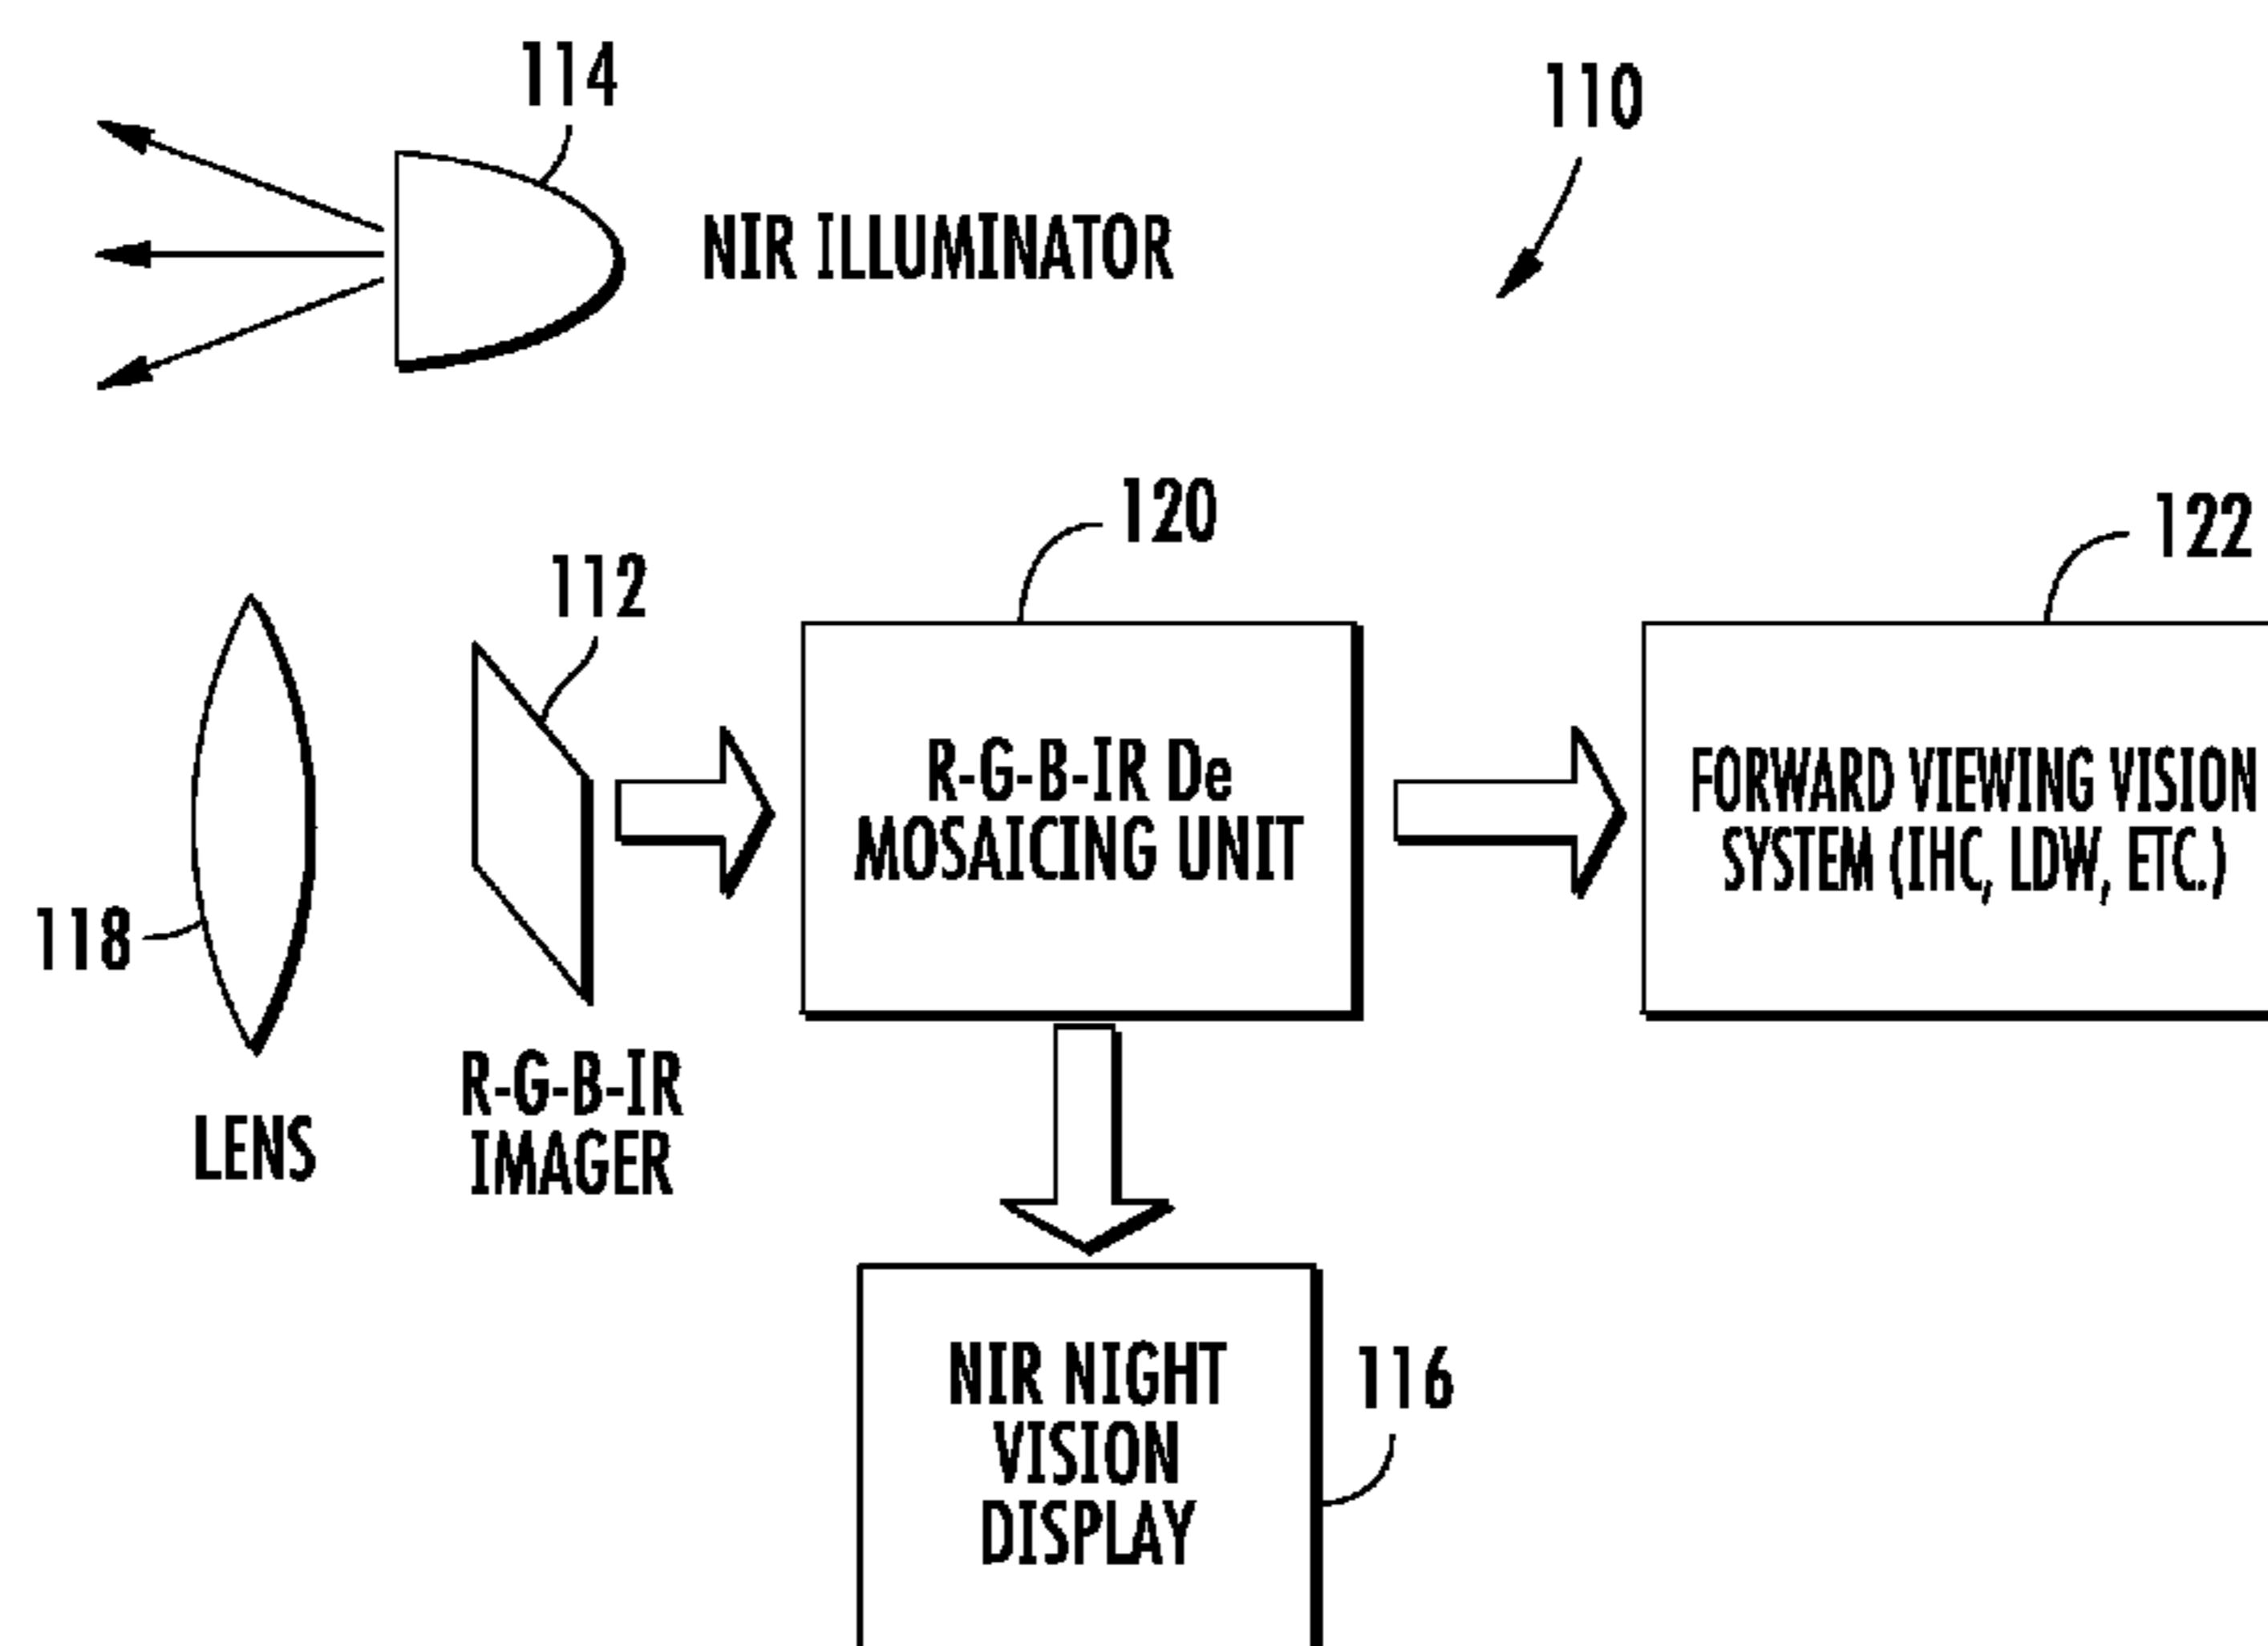 114
110
NIR ILLUMINATOR
120
122
112
R-G-B-IR De
MOSAICING UNIT
FORWARD VIEWING VISION
SYSTEM (IHC, LDW, ETC.)
118
R-G-B-IR
IMAGER
LENS
NIR NIGHT
VISION
DISPLAY
116